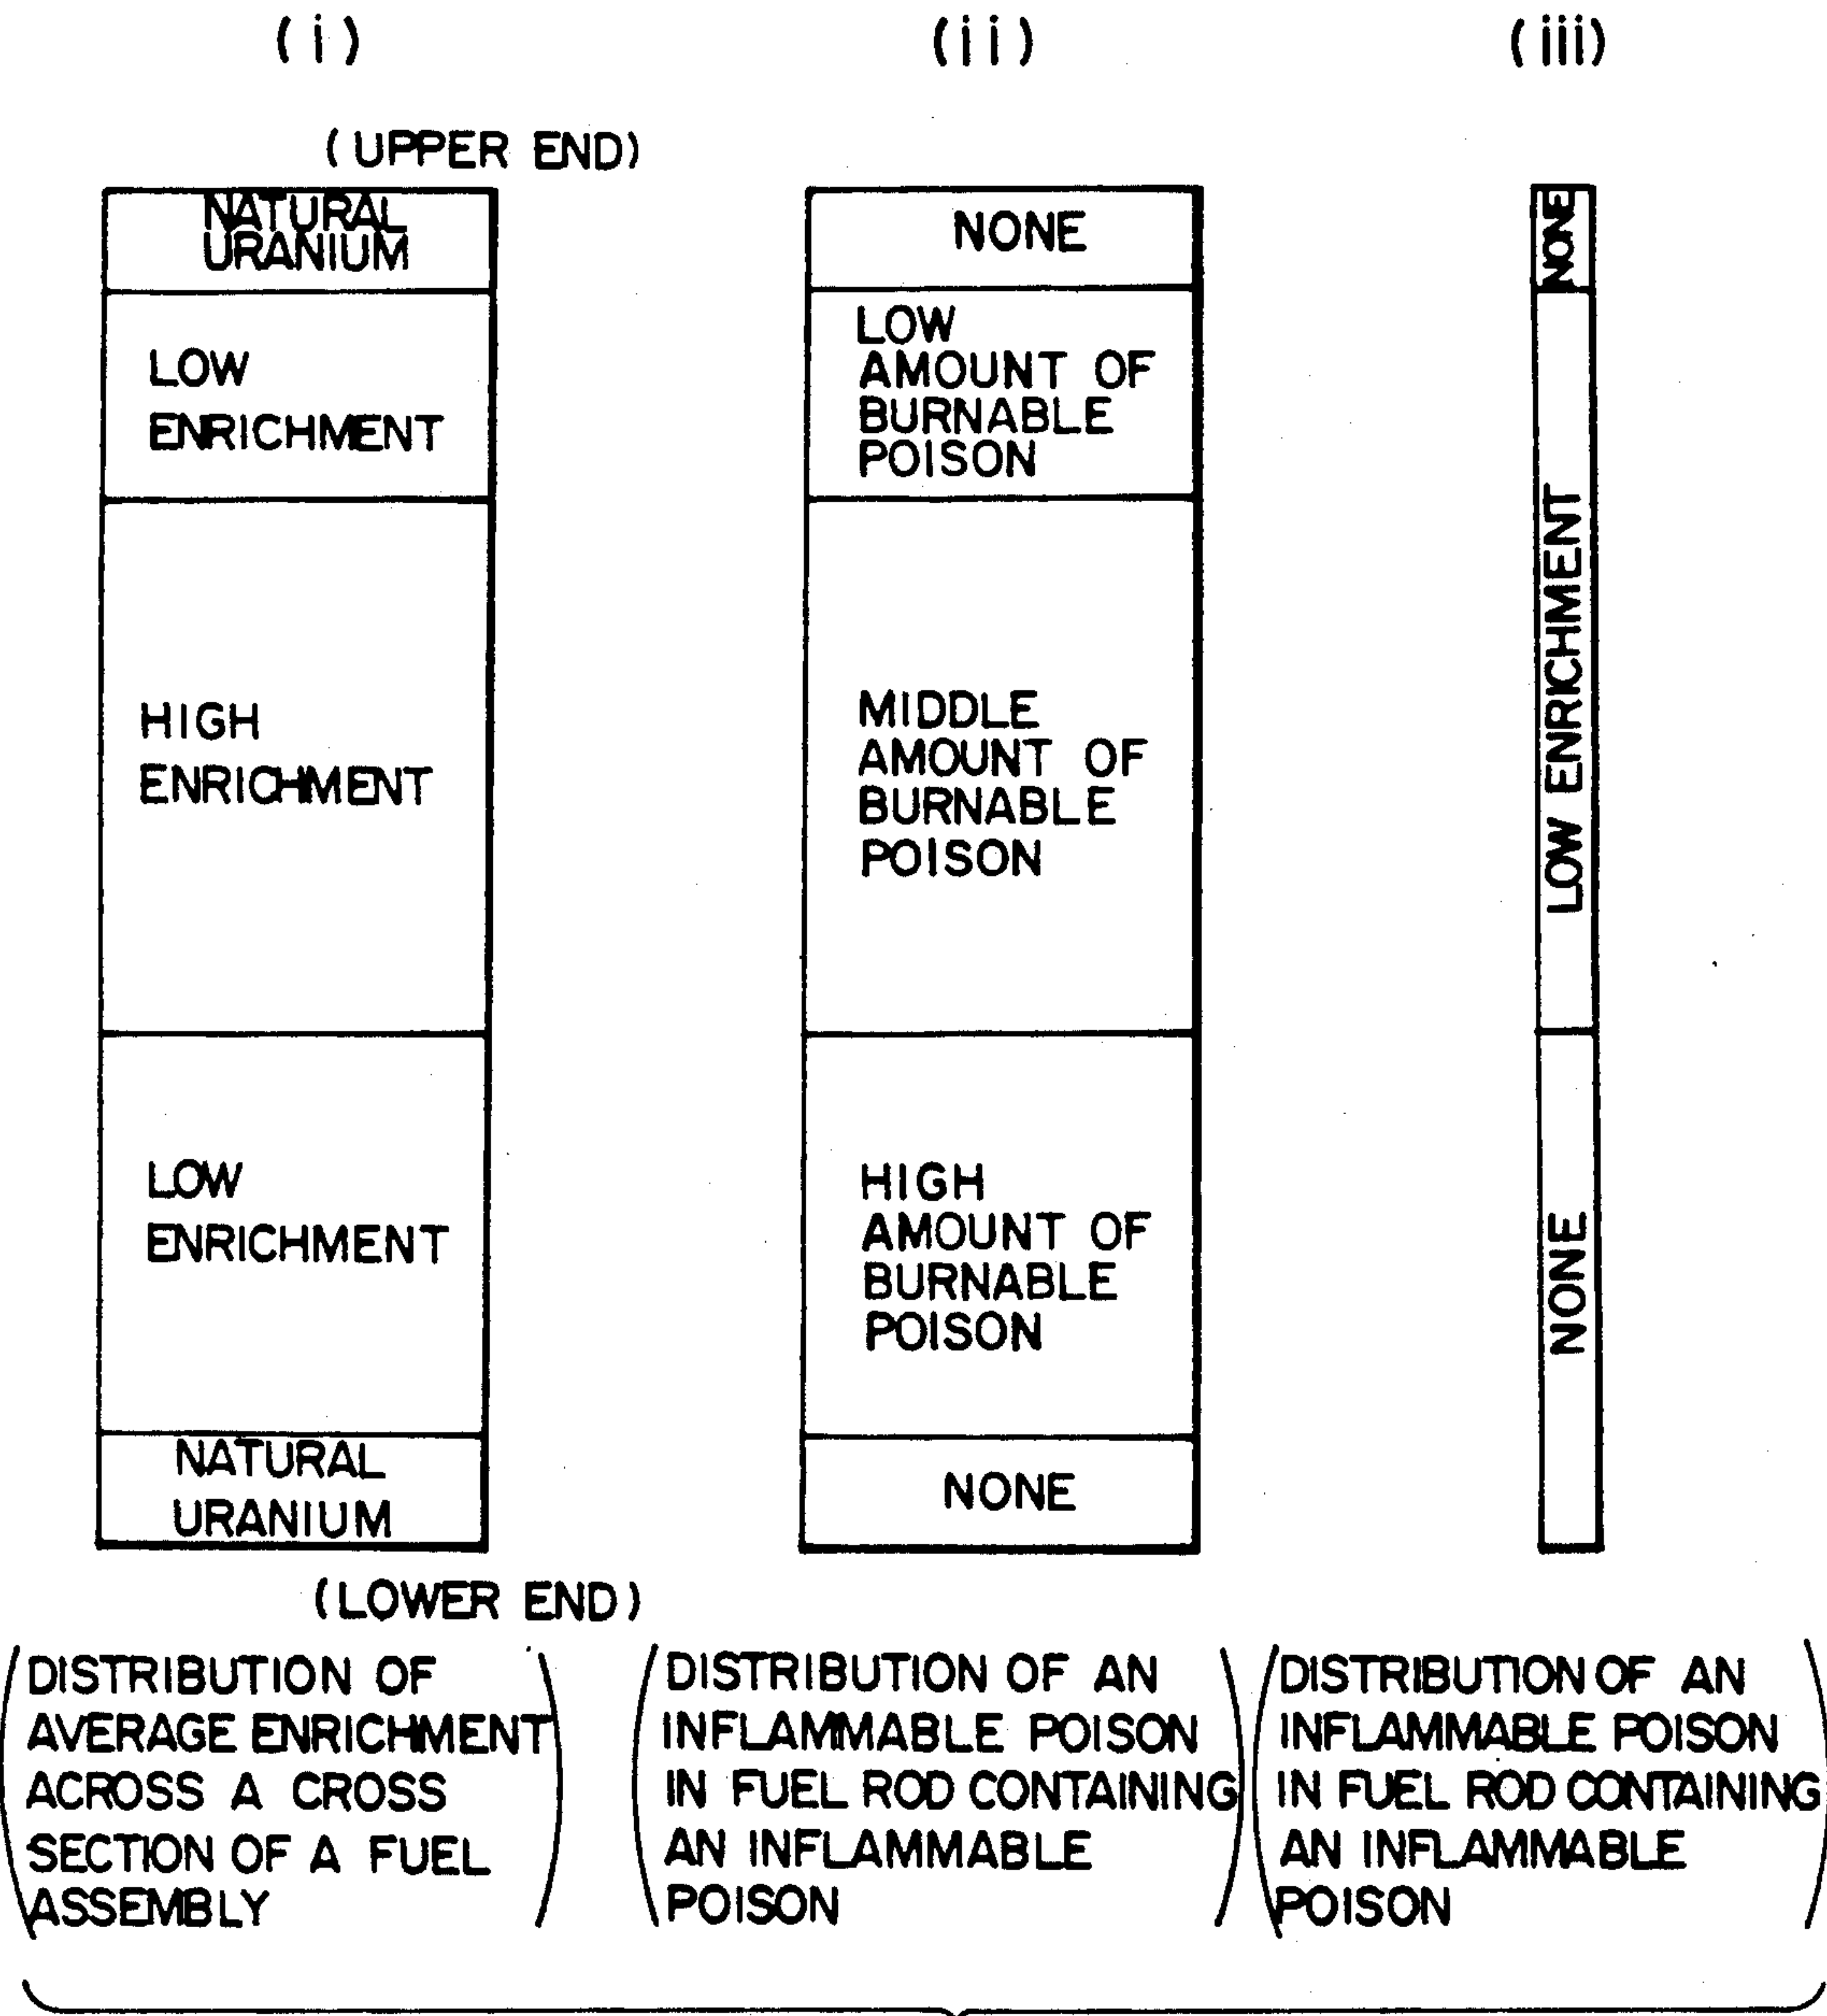 (i)
(UPPER END)
NATURAL
URANIUM
LOW
ENRICHMENT
HIGH
ENRICHMENT
LOW
ENRICHMENT
NATURAL
URANIUM
(LOWER END)
(DISTRIBUTION OF
AVERAGE ENRICHMENT
ACROSS A CROSS
SECTION OF A FUEL
ASSEMBLY)
(ii)
NONE
LOW
AMOUNT OF
BURNABLE
POISON
MIDDLE
AMOUNT OF
BURNABLE
POISON
HIGH
AMOUNT OF
BURNABLE
POISON
NONE
(DISTRIBUTION OF AN
INFLAMMABLE POISON
IN FUEL ROD CONTAINING
AN INFLAMMABLE
POISON)
(iii)
NONE
LOW ENRICHMENT
NONE
(DISTRIBUTION OF AN
INFLAMMABLE POISON
IN FUEL ROD CONTAINING
AN INFLAMMABLE
POISON)